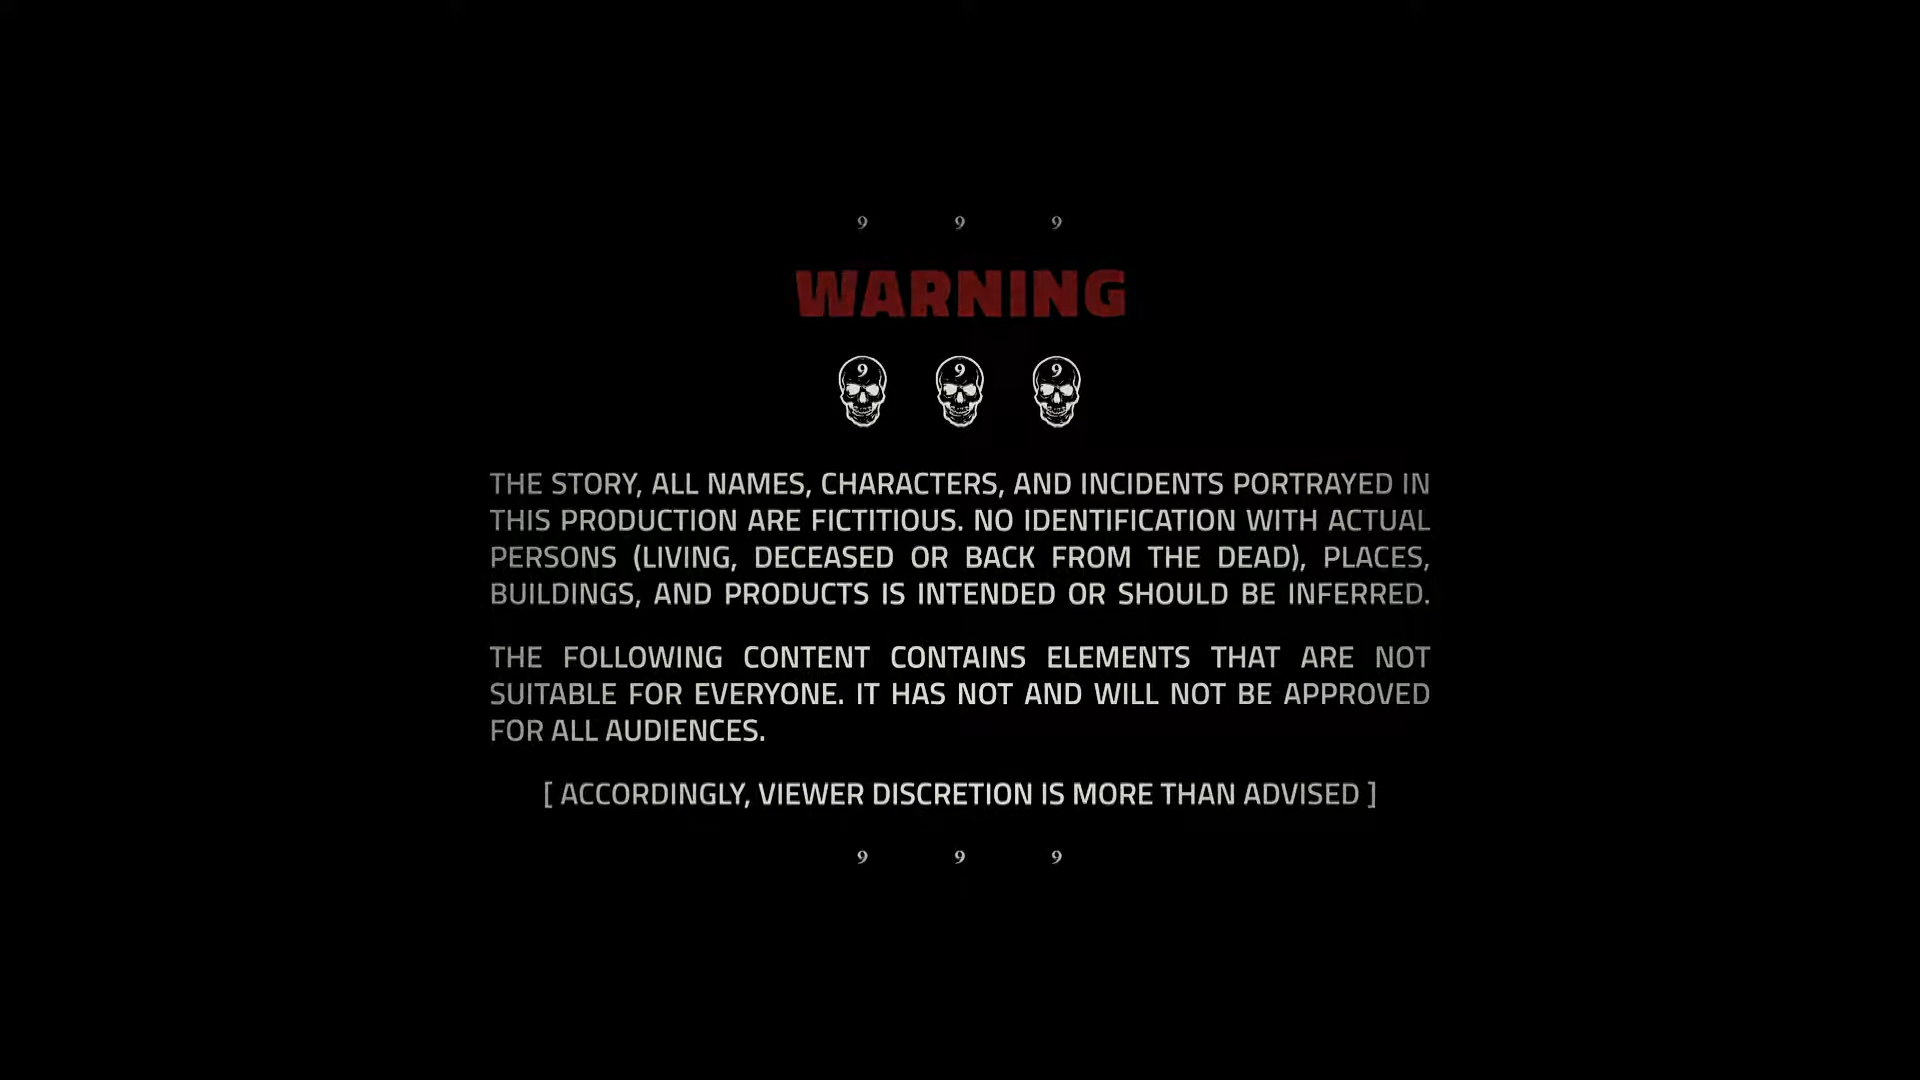 9 9 9
WARNING
9 9 9
THE STORY, ALL NAMES, CHARACTERS, AND INCIDENTS PORTRAYED IN
THIS PRODUCTION ARE FICTITIOUS. NO IDENTIFICATION WITH ACTUAL
PERSONS (LIVING, DECEASED OR BACK FROM THE DEAD), PLACES,
BUILDINGS, AND PRODUCTS IS INTENDED OR SHOULD BE INFERRED.
THE FOLLOWING CONTENT CONTAINS ELEMENTS THAT ARE NOT
SUITABLE FOR EVERYONE. IT HAS NOT AND WILL NOT BE APPROVED
FOR ALL AUDIENCES.
[ ACCORDINGLY, VIEWER DISCRETION IS MORE THAN ADVISED ]
9 9 9